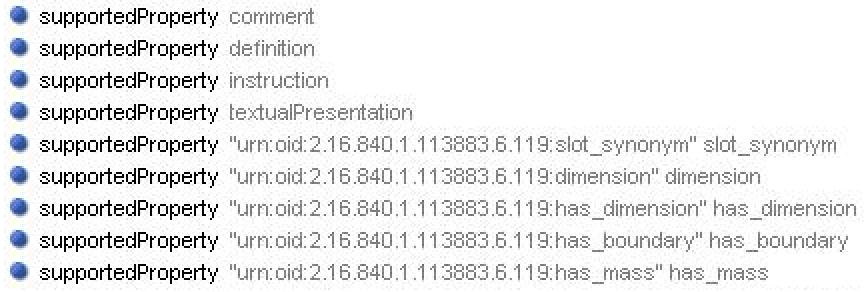 supportedProperty comment
supportedProperty definition
supportedProperty instruction
supportedProperty textualPresentation
supportedProperty "urn:oid:2.16.840.1.113883.6.119:slot_synonym" slot_synonym
supportedProperty "urn:oid:2.16.840.1.113883.6.119:dimension" dimension
supportedProperty "urn:oid:2.16.840.1.113883.6.119:has_dimension" has_dimension
supportedProperty "urn:oid:2.16.840.1.113883.6.119:has_boundary" has_boundary
supportedProperty "urn:oid:2.16.840.1.113883.6.119:has_mass" has_mass